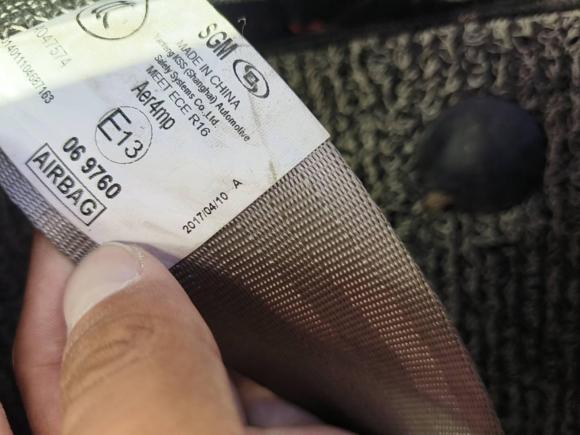 SGM
MADE IN CHINA
KSS (Shanghai) Automotive
Safety Systems Co.,Ltd.
MEET ECE R16
Aer4mp
E13
06 9760
AIRBAG
2017/04/10 A